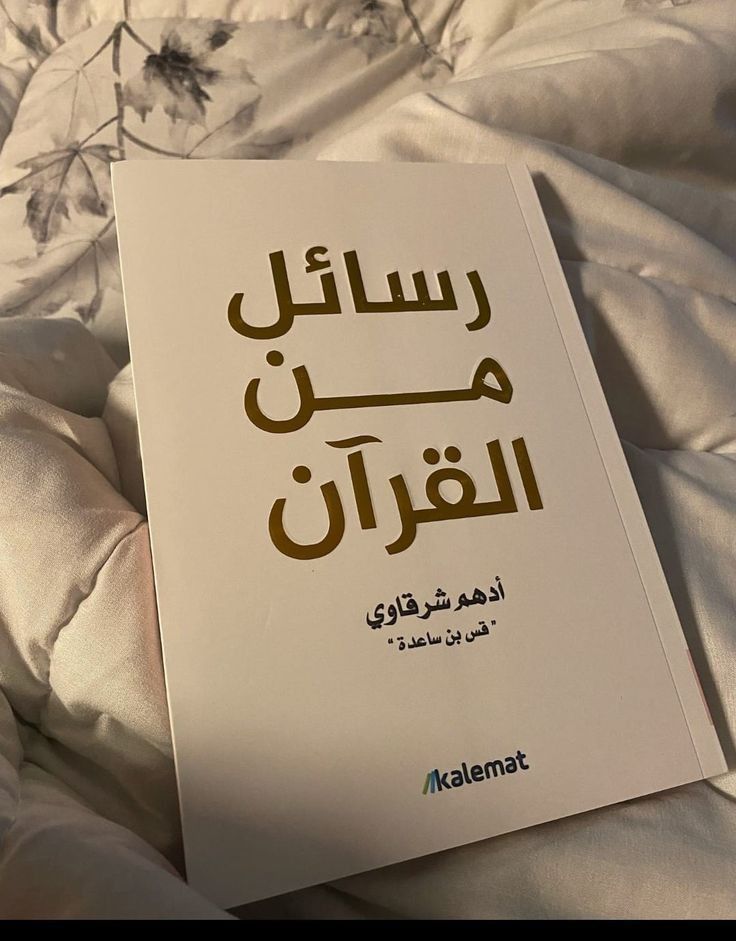 رسائل
من
القرآن
أدهم شرقاوي
"قس بن ساعدة"
kalemat